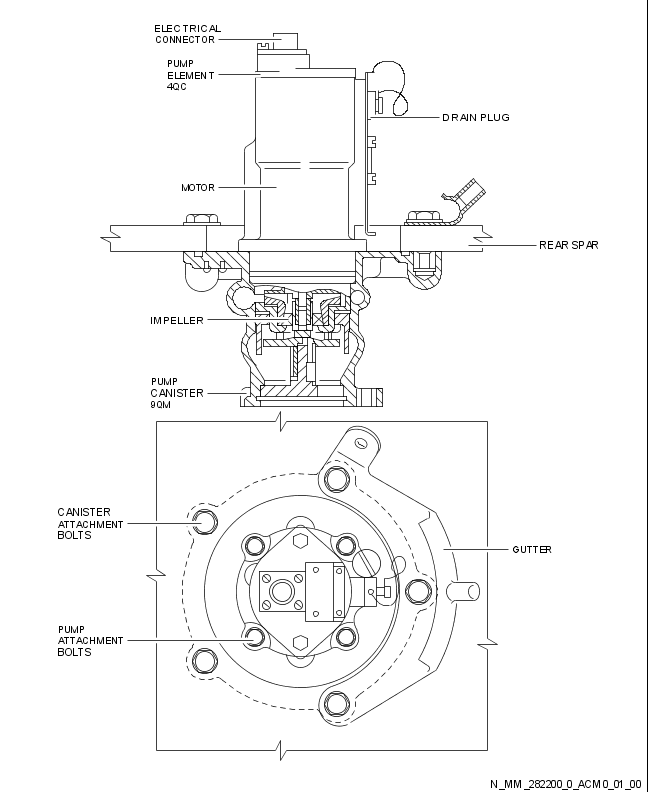 ELECTRICAL
CONNECTOR
PUMP
ELEMENT
4QC
DRAIN PLUG
MOTOR
REAR SPAR
IMPELLER
PUMP
CANISTER
9QM
CANISTER
ATTACHMENT
BOLTS
GUTTER
PUMP
ATTACHMENT
BOLTS
N_MM_282200_0_ACM0_01_00